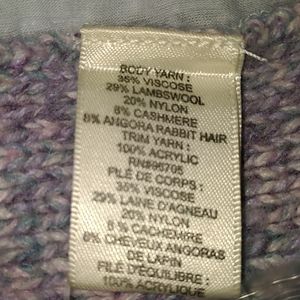 BODY YARN :
35% VISCOSE
29% LAMBSWOOL
20% NYLON
8% CASHMERE
8% ANGORA RABBIT HAIR
TRIM YARN :
100% ACRYLIC
RN#96705
FILÉ DE CORPS :
35% VISCOSE
29% LAINE D'AGNEAU
20% NYLON
8% CACHEMIRE
8% CHEVEUX ANGORAS
DE LAPIN
FILÉ D'ÉQUILIBRE :
100% ACRYLIQUE